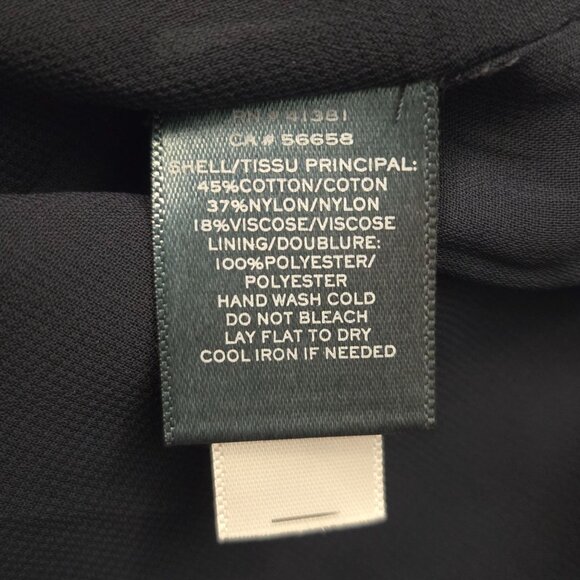 RN# 41381
CA# 56658
SHELL/TISSU PRINCIPAL:
45%COTTON/COTON
37%NYLON/NYLON
18%VISCOSE/VISCOSE
LINING/DOUBLURE:
100%POLYESTER/
POLYESTER
HAND WASH COLD
DO NOT BLEACH
LAY FLAT TO DRY
COOL IRON IF NEEDED